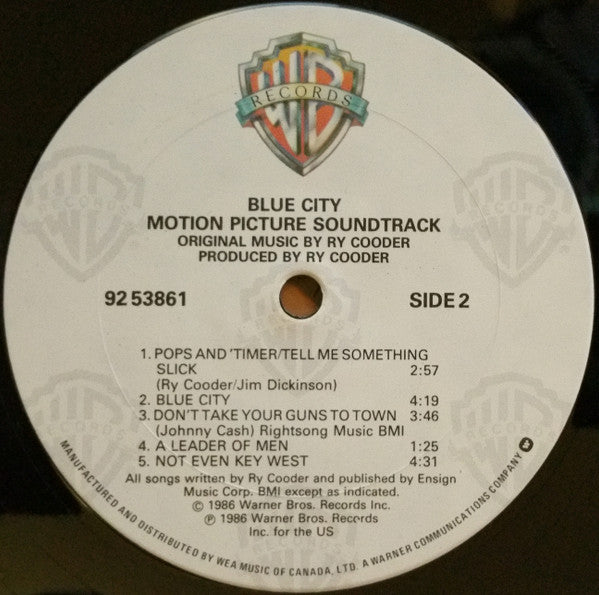 WB
RECORDS
BLUE CITY
MOTION PICTURE SOUNDTRACK
ORIGINAL MUSIC BY RY COODER
PRODUCED BY RY COODER
92 53861
SIDE 2
1. POPS AND 'TIMER/TELL ME SOMETHING
SLICK 2:57
(Ry Cooder/Jim Dickinson)
2. BLUE CITY 4:19
3. DON'T TAKE YOUR GUNS TO TOWN 3:46
(Johnny Cash) Rightsong Music BMI
4. A LEADER OF MEN 1:25
5. NOT EVEN KEY WEST 4:31
All songs written by Ry Cooder and published by Ensign
Music Corp. BMI except as indicated.
© 1986 Warner Bros. Records Inc.
℗ 1986 Warner Bros. Records
Inc. for the US
MANUFACTURED AND DISTRIBUTED BY WEA MUSIC OF CANADA, LTD. A WARNER COMMUNICATIONS COMPANY